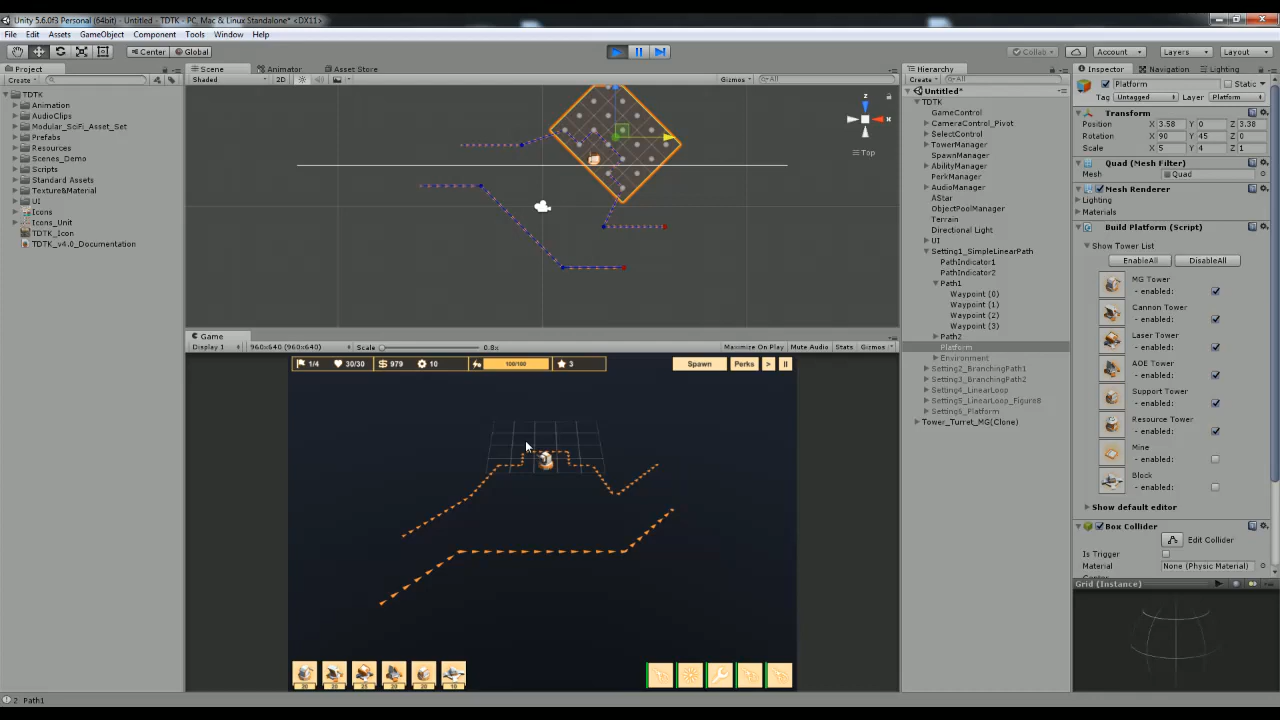 Unity 5.6.0f3 Personal (64bit) - Untitled - TDTK - PC, Mac & Linux Standalone* <DX11>
File Edit Assets GameObject Component Tools Window Help
Center Global Collab Account Layers Layout
Project
Create
TDTK
Animation
AudioClips
Modular_SciFi_Asset_Set
Prefabs
Resources
Scenes_Demo
Scripts
Standard Assets
Texture&Material
UI
Icons
Icons_Unit
TDTK_Icon
TDTK_v4.0_Documentation
Scene Animator Asset Store
Shaded 2D Gizmos All
z
x
Top
Game
Display 1 960x640 (960x640) Scale 0.8x Maximize On Play Mute Audio Stats Gizmos
1/4 30/30 979 10 100/100 3 Spawn Perks >
20 20 25 20 20 10
Hierarchy
Create All
Untitled*
TDTK
GameControl
CameraControl_Pivot
SelectControl
TowerManager
SpawnManager
AbilityManager
PerkManager
AudioManager
AStar
ObjectPoolManager
Terrain
Directional Light
UI
Setting1_SimpleLinearPath
PathIndicator1
PathIndicator2
Path1
Waypoint (0)
Waypoint (1)
Waypoint (2)
Waypoint (3)
Path2
Platform
Environment
Setting2_BranchingPath1
Setting3_BranchingPath2
Setting4_LinearLoop
Setting5_LinearLoop_Figure8
Setting6_Platform
Tower_Turret_MG(Clone)
Inspector Navigation Lighting
Platform Static
Tag Untagged Layer Platform
Transform
Position X 3.58 Y 0 Z 3.38
Rotation X 90 Y 45 Z 0
Scale X 5 Y 4 Z 1
Quad (Mesh Filter)
Mesh Quad
Mesh Renderer
Lighting
Materials
Build Platform (Script)
Show Tower List
EnableAll DisableAll
MG Tower
- enabled:
Cannon Tower
- enabled:
Laser Tower
- enabled:
AOE Tower
- enabled:
Support Tower
- enabled:
Resource Tower
- enabled:
Mine
- enabled:
Block
- enabled:
Show default editor
Box Collider
Edit Collider
Is Trigger
Material None (Physic Material)
Grid (Instance)
2 Path1